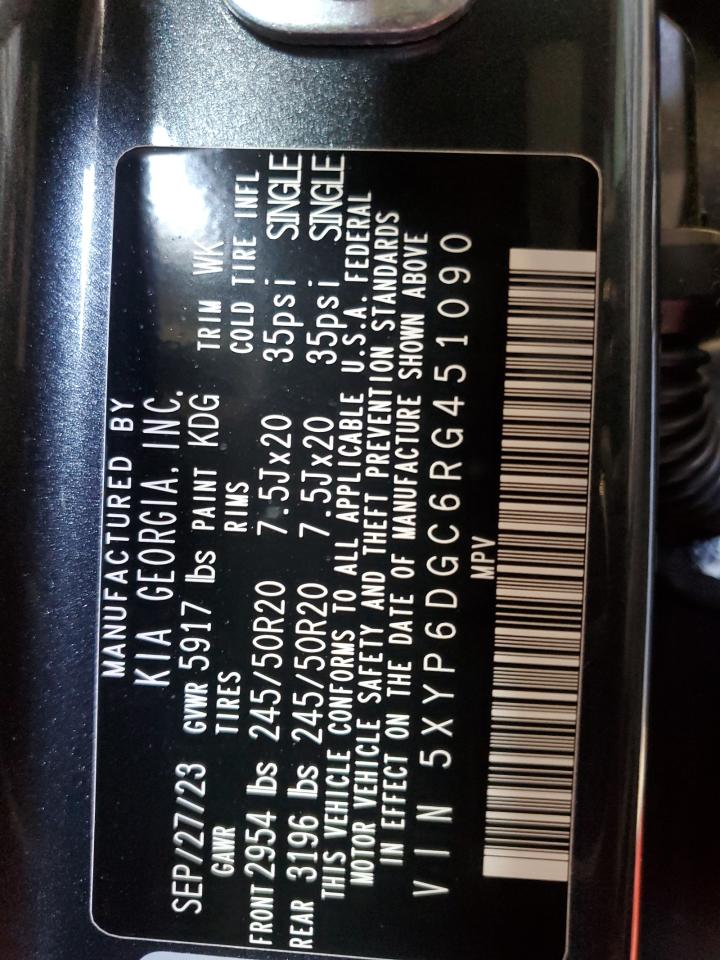 MANUFACTURED BY
KIA GEORGIA, INC.
SEP/27/23 GVWR 5917 lbs PAINT KDG TRIM WK
GAWR TIRES RIMS COLD TIRE INFL
FRONT 2954 lbs 245/50R20 7.5Jx20 35psi SINGLE
REAR 3196 lbs 245/50R20 7.5Jx20 35psi SINGLE
THIS VEHICLE CONFORMS TO ALL APPLICABLE U.S.A. FEDERAL
MOTOR VEHICLE SAFETY AND THEFT PREVENTION STANDARDS
IN EFFECT ON THE DATE OF MANUFACTURE SHOWN ABOVE
VIN 5XYP6DGC6RG451090
MPV